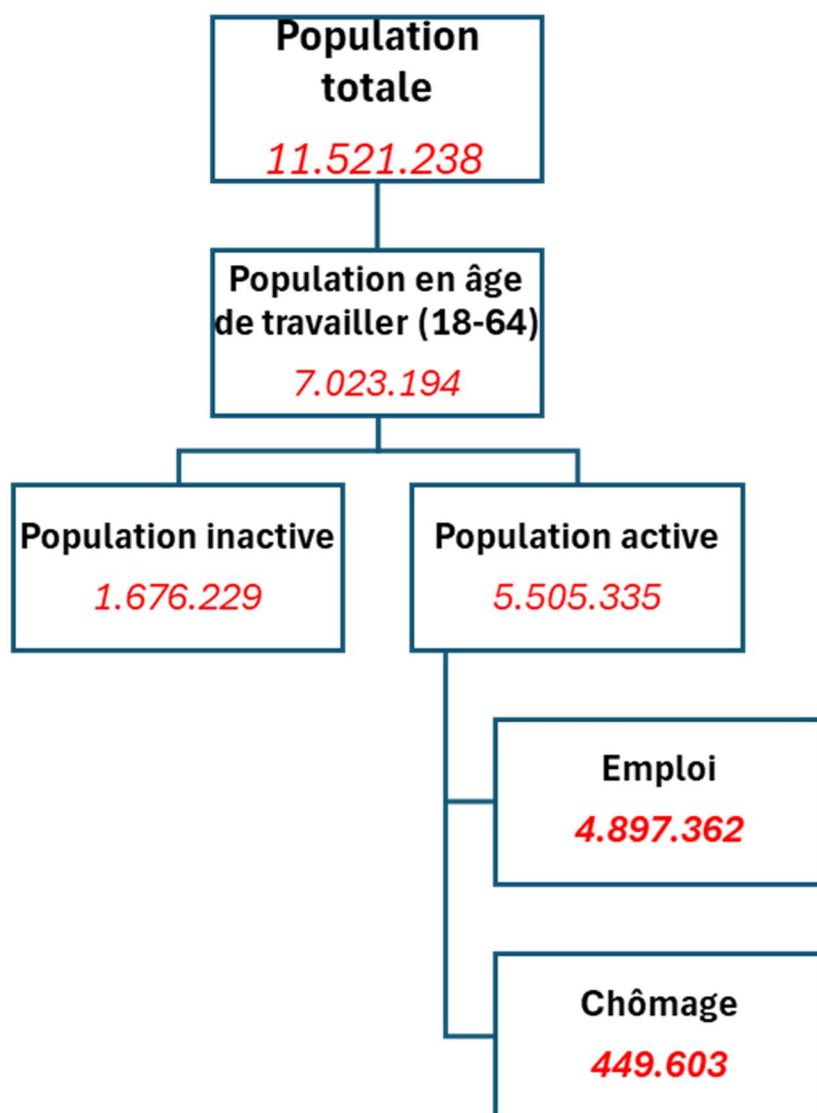 Population
totale
11.521.238
Population en âge
de travailler (18-64)
7.023.194
Population inactive
1.676.229
Population active
5.505.335
Emploi
4.897.362
Chômage
449.603